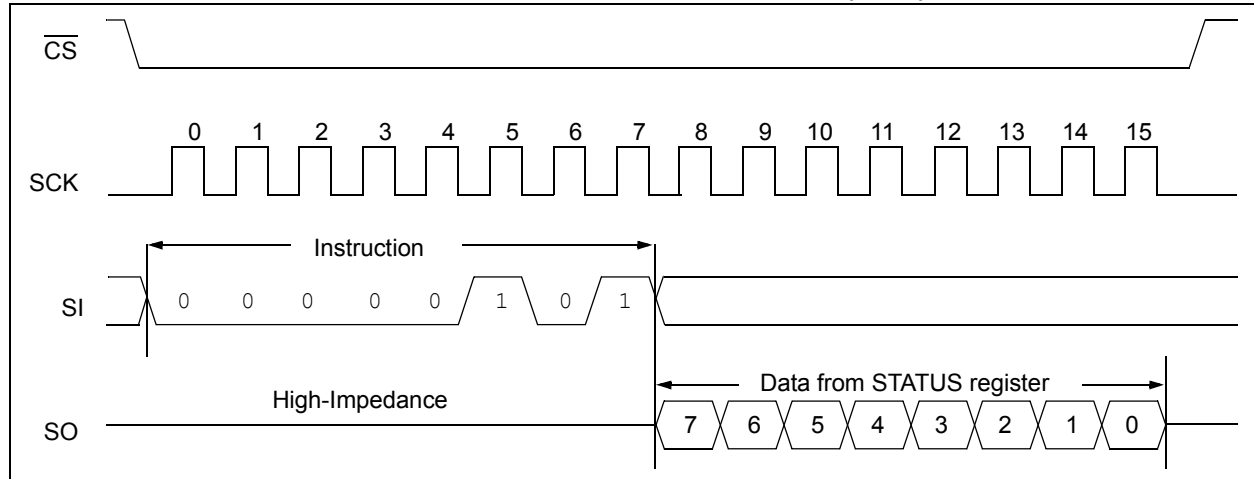 CS
0 1 2 3 4 5 6 7 8 9 10 11 12 13 14 15
SCK
Instruction
SI 0 0 0 0 0 1 0 1
Data from STATUS register
High-Impedance
SO 7 6 5 4 3 2 1 0